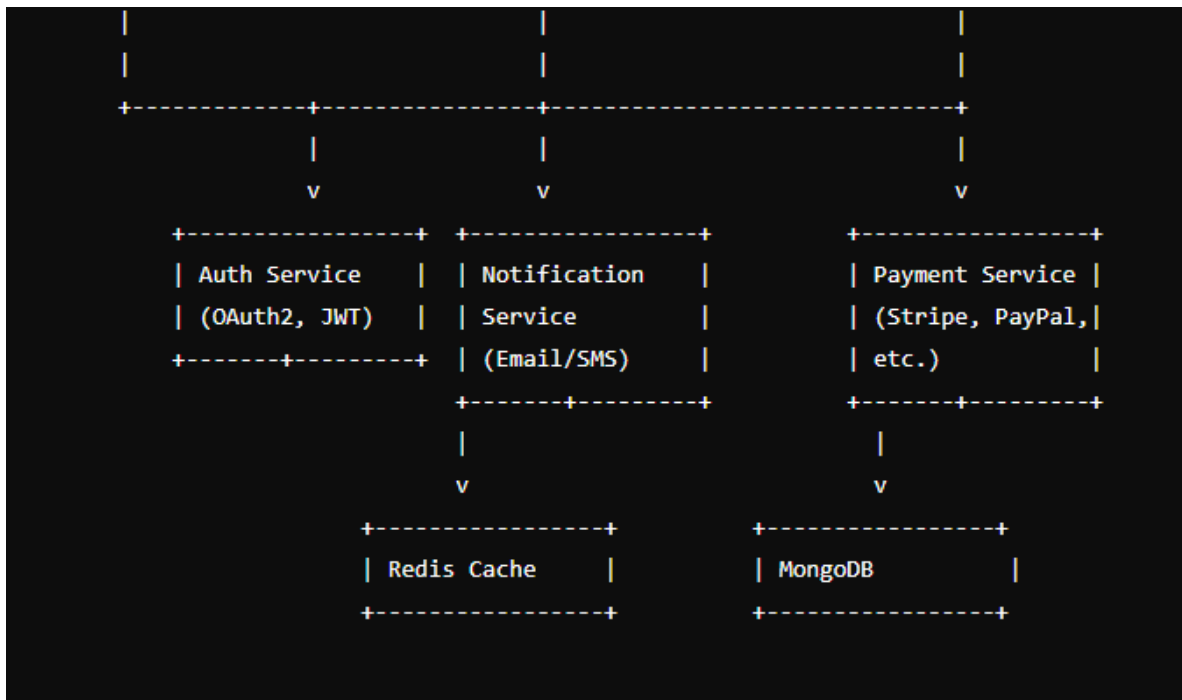 |                              |                              |
|                              |                              |
+-------------+----------------+------------------------------+
              |                |                              |
              v                v                              v
    +-----------------+  +-----------------+          +-----------------+
    | Auth Service    |  | Notification    |          | Payment Service |
    | (OAuth2, JWT)   |  | Service         |          | (Stripe, PayPal,|
    +-------+---------+  | (Email/SMS)     |          | etc.)           |
                         +-------+---------+          +-------+---------+
                         |                              |
                         v                              v
                  +-----------------+          +-----------------+
                  | Redis Cache     |          | MongoDB          |
                  +-----------------+          +-----------------+